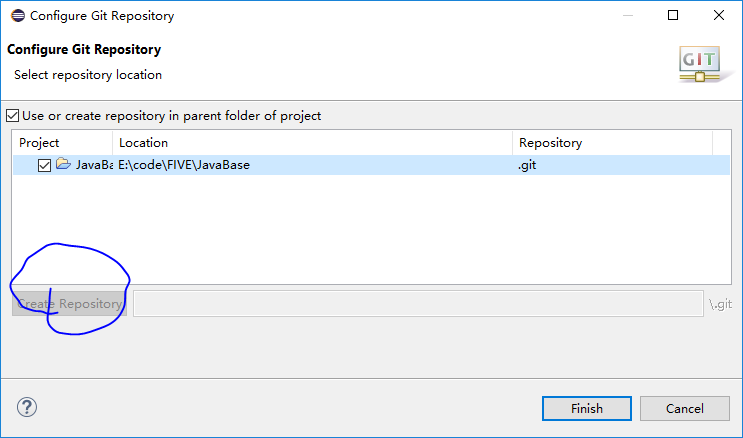 Configure Git Repository
Configure Git Repository
Select repository location
GIT
Use or create repository in parent folder of project
Project Location Repository
JavaBa E:\code\FIVE\JavaBase .git
Create Repository \.git
Finish Cancel